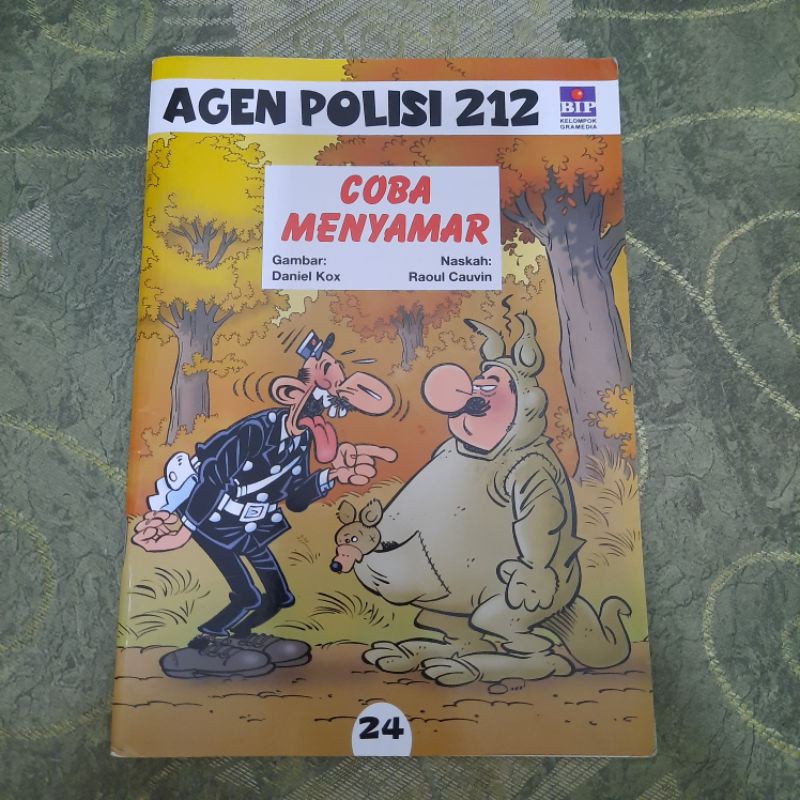 AGEN POLISI 212
BIP
KELOMPOK
GRAMEDIA
COBA
MENYAMAR
Gambar: Naskah:
Daniel Kox Raoul Cauvin
24